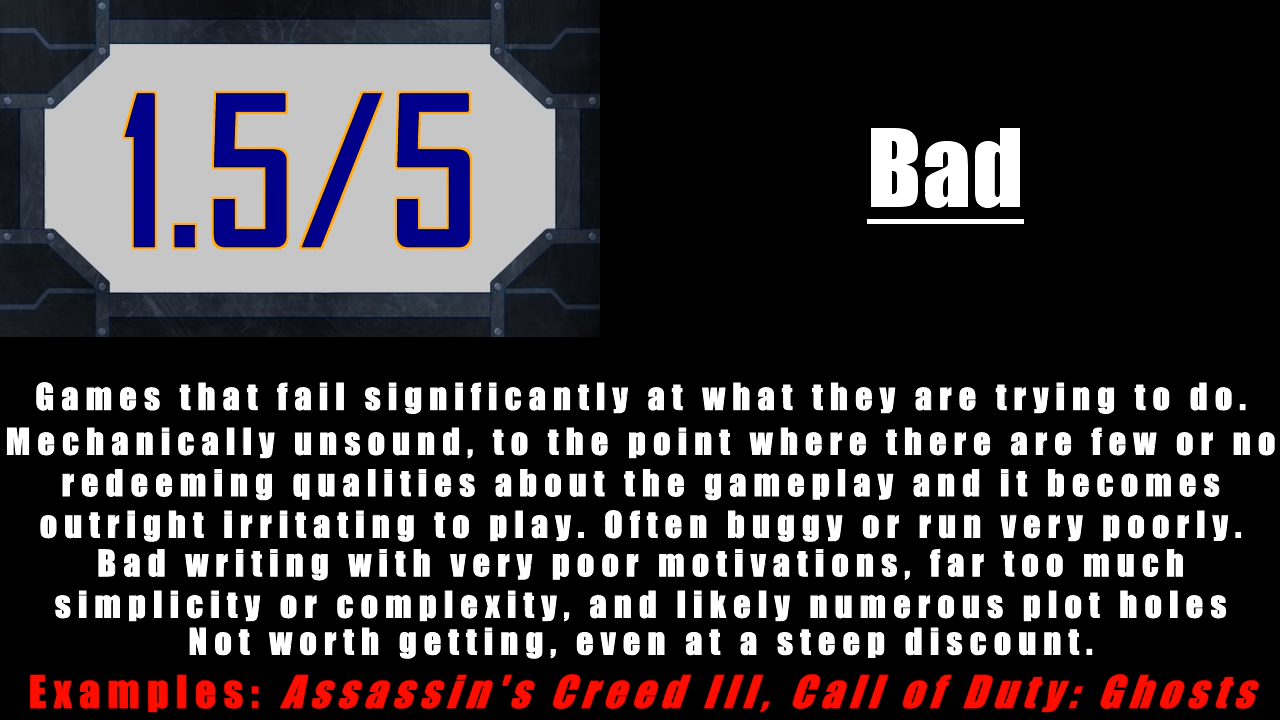 1.5/5
Bad
Games that fail significantly at what they are trying to do.
Mechanically unsound, to the point where there are few or no
redeeming qualities about the gameplay and it becomes
outright irritating to play. Often buggy or run very poorly.
Bad writing with very poor motivations, far too much
simplicity or complexity, and likely numerous plot holes
Not worth getting, even at a steep discount.
Examples: Assassin's Creed III, Call of Duty: Ghosts